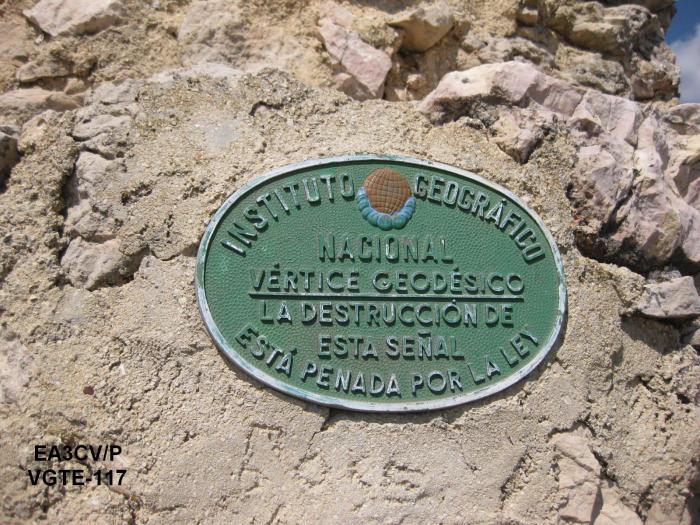 INSTITUTO GEOGRÁFICO
NACIONAL
VÉRTICE GEODÉSICO
LA DESTRUCCIÓN DE
ESTA SEÑAL
ESTÁ PENADA POR LA LEY
EA3CV/P
VGTE-117